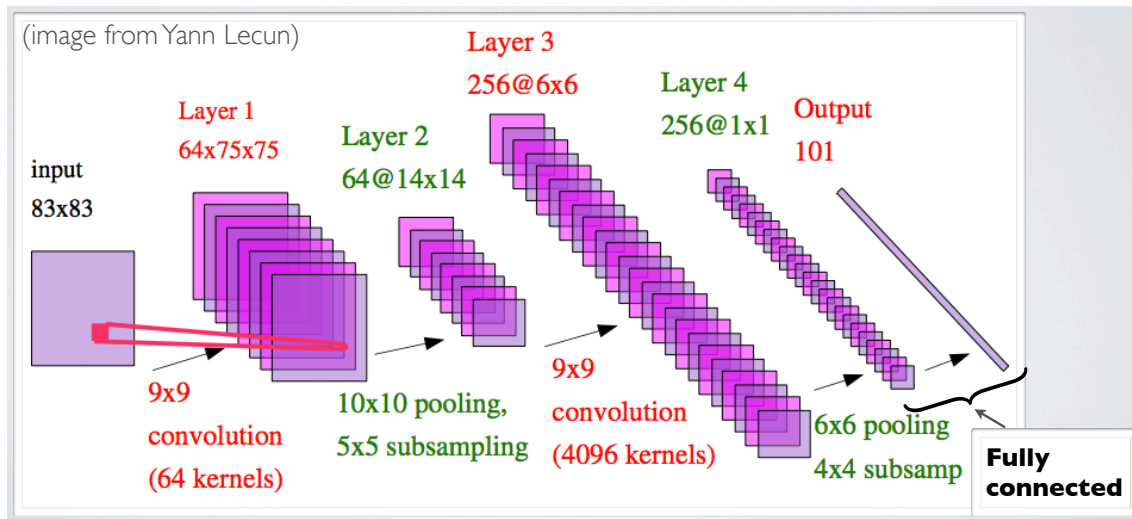 (image from Yann Lecun)
input
83x83
Layer 1
64x75x75
Layer 2
64@14x14
Layer 3
256@6x6
Layer 4
256@1x1
Output
101
9x9
convolution
(64 kernels)
10x10 pooling,
5x5 subsampling
9x9
convolution
(4096 kernels)
6x6 pooling
4x4 subsamp
Fully
connected